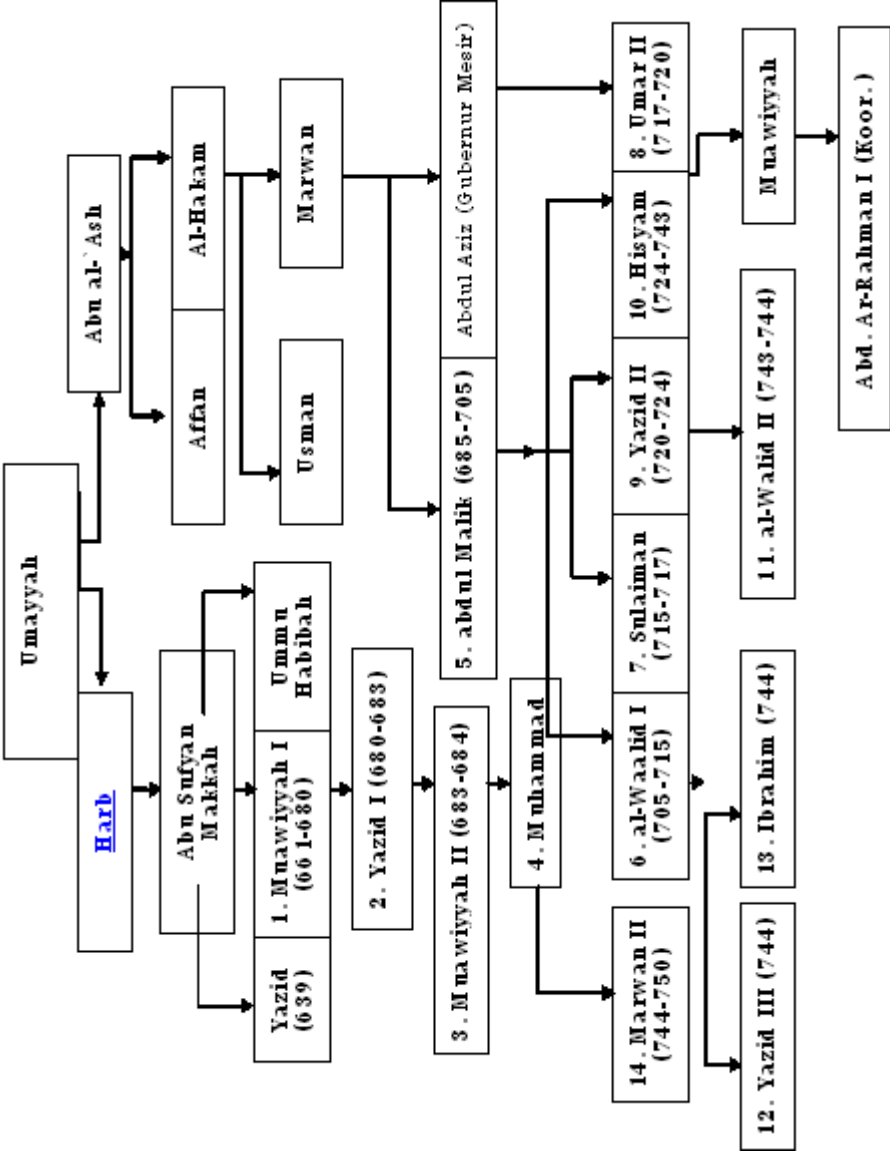 Umayyah
Harb
Abu al-`Ash
Abu Sufyan
Makkah
Affan
Al-Hakam
Yazid
(639)
1. Muawiyyah I
(661-680)
Ummu
Habibah
Usman
Marwan
2. Yazid I (680-683)
3. Muawiyyah II (683-684)
5. abdul Malik (685-705)
Abdul Aziz (Gubernur Mesir)
4. Muhammad
14. Marwan II
(744-750)
6. al-Waalid I
(705-715)
7. Sulaiman
(715-717)
9. Yazid II
(720-724)
10. Hisyam
(724-743)
8. Umar II
(717-720)
12. Yazid III (744)
13. Ibrahim (744)
11. al-Walid II (743-744)
Muawiyyah
Abd. Ar-Rahman I (Koor.)